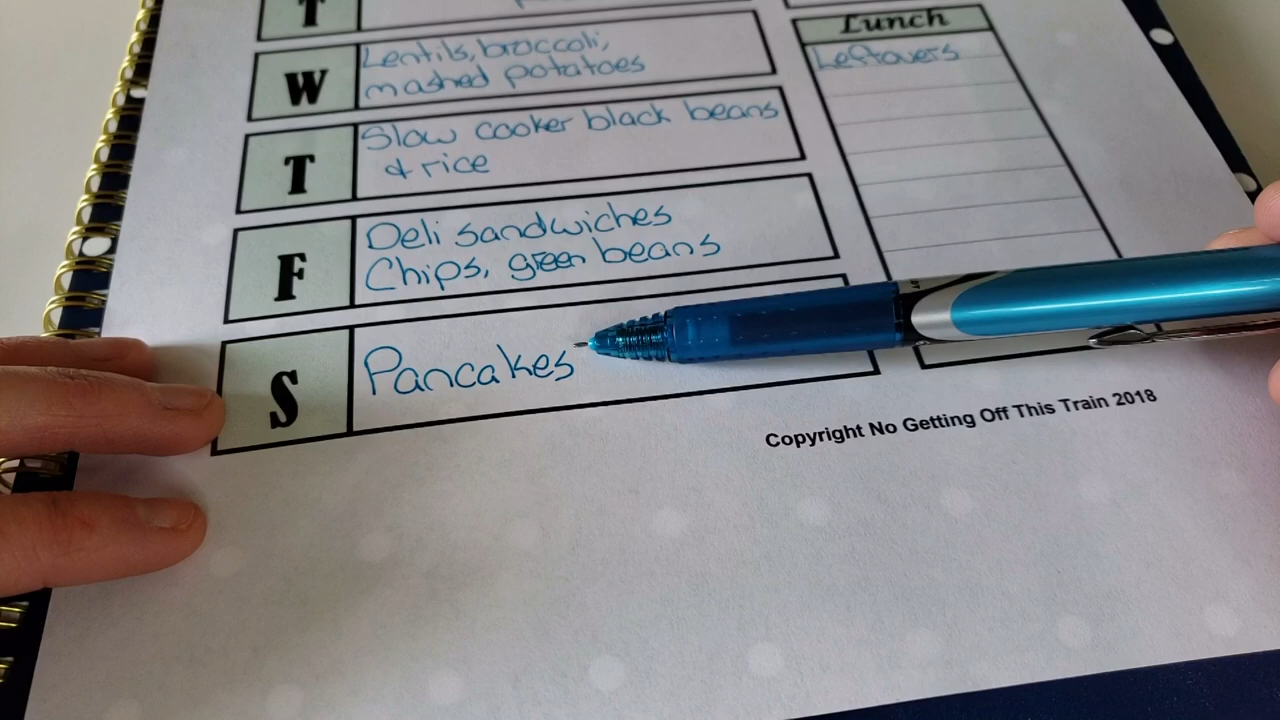 T
W
Lentils, broccoli,
mashed potatoes
T
Slow cooker black beans
& rice
F
Deli sandwiches
Chips, green beans
S
Pancakes
Lunch
Leftovers
Copyright No Getting Off This Train 2018